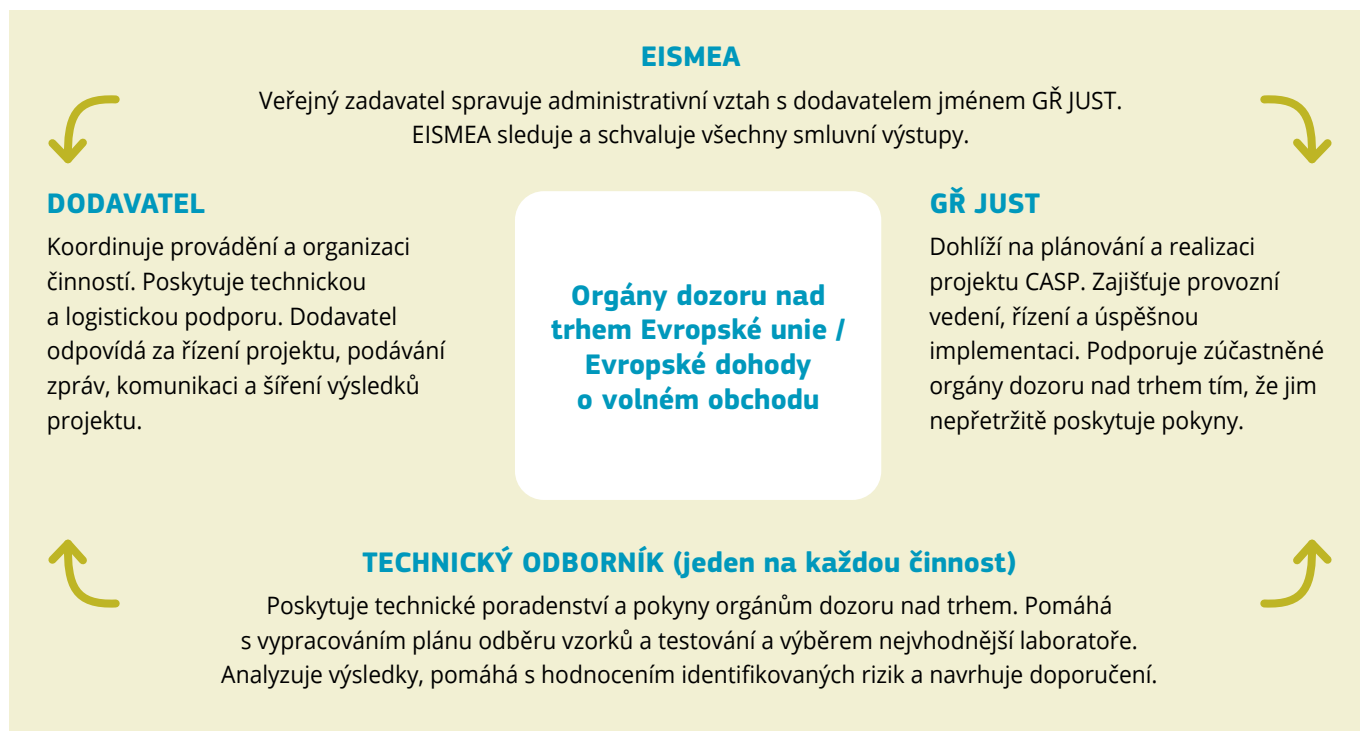 EISMEA
Veřejný zadavatel spravuje administrativní vztah s dodavatelem jménem GŘ JUST.
EISMEA sleduje a schvaluje všechny smluvní výstupy.
DODAVATEL
Koordinuje provádění a organizaci
činností. Poskytuje technickou
a logistickou podporu. Dodavatel
odpovídá za řízení projektu, podávání
zpráv, komunikaci a šíření výsledků
projektu.
Orgány dozoru nad
trhem Evropské unie /
Evropské dohody
o volném obchodu
GŘ JUST
Dohlíží na plánování a realizaci
projektu CASP. Zajišťuje provozní
vedení, řízení a úspěšnou
implementaci. Podporuje zúčastněné
orgány dozoru nad trhem tím, že jim
nepřetržitě poskytuje pokyny.
TECHNICKÝ ODBORNÍK (jeden na každou činnost)
Poskytuje technické poradenství a pokyny orgánům dozoru nad trhem. Pomáhá
s vypracováním plánu odběru vzorků a testování a výběrem nejvhodnější laboratoře.
Analyzuje výsledky, pomáhá s hodnocením identifikovaných rizik a navrhuje doporučení.